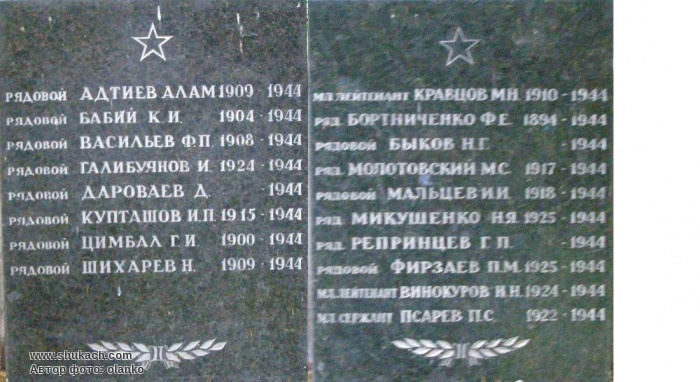 РЯДОВОЙ АДТИЕВ АЛАМ 1909 - 1944
РЯДОВОЙ БАБИЙ К.И. 1904 - 1944
РЯДОВОЙ ВАСИЛЬЕВ Ф.П. 1908 - 1944
РЯДОВОЙ ГАЛИБУЯНОВ И. 1924 - 1944
РЯДОВОЙ ДАРОВАЕВ Д. - 1944
РЯДОВОЙ КУПТАШОВ И.П. 1915 - 1944
РЯДОВОЙ ЦИМБАЛ Г.И. 1900 - 1944
РЯДОВОЙ ШИХАРЕВ Н. 1909 - 1944
МЛ.ЛЕЙТЕНАНТ КРАВЦОВ М.Н. 1910 - 1944
РЯД. БОРТНИЧЕНКО Ф.Е. 1894 - 1944
РЯДОВОЙ БЫКОВ Н.Г. - 1944
РЯД. МОЛОТОВСКИЙ М.С. 1917 - 1944
РЯДОВОЙ МАЛЬЦЕВ И.И. 1918 - 1944
РЯД. МИКУШЕНКО Н.Я. 1925 - 1944
РЯД. РЕПРИНЦЕВ Г.П. - 1944
РЯДОВОЙ ФИРЗАЕВ П.М. 1925 - 1944
МЛ.ЛЕЙТЕНАНТ ВИНОКУРОВ И.Н. 1924 - 1944
МЛ.СЕРЖАНТ ПСАРЕВ П.С. 1922 - 1944
www.shukach.com
Автор фото: olanko